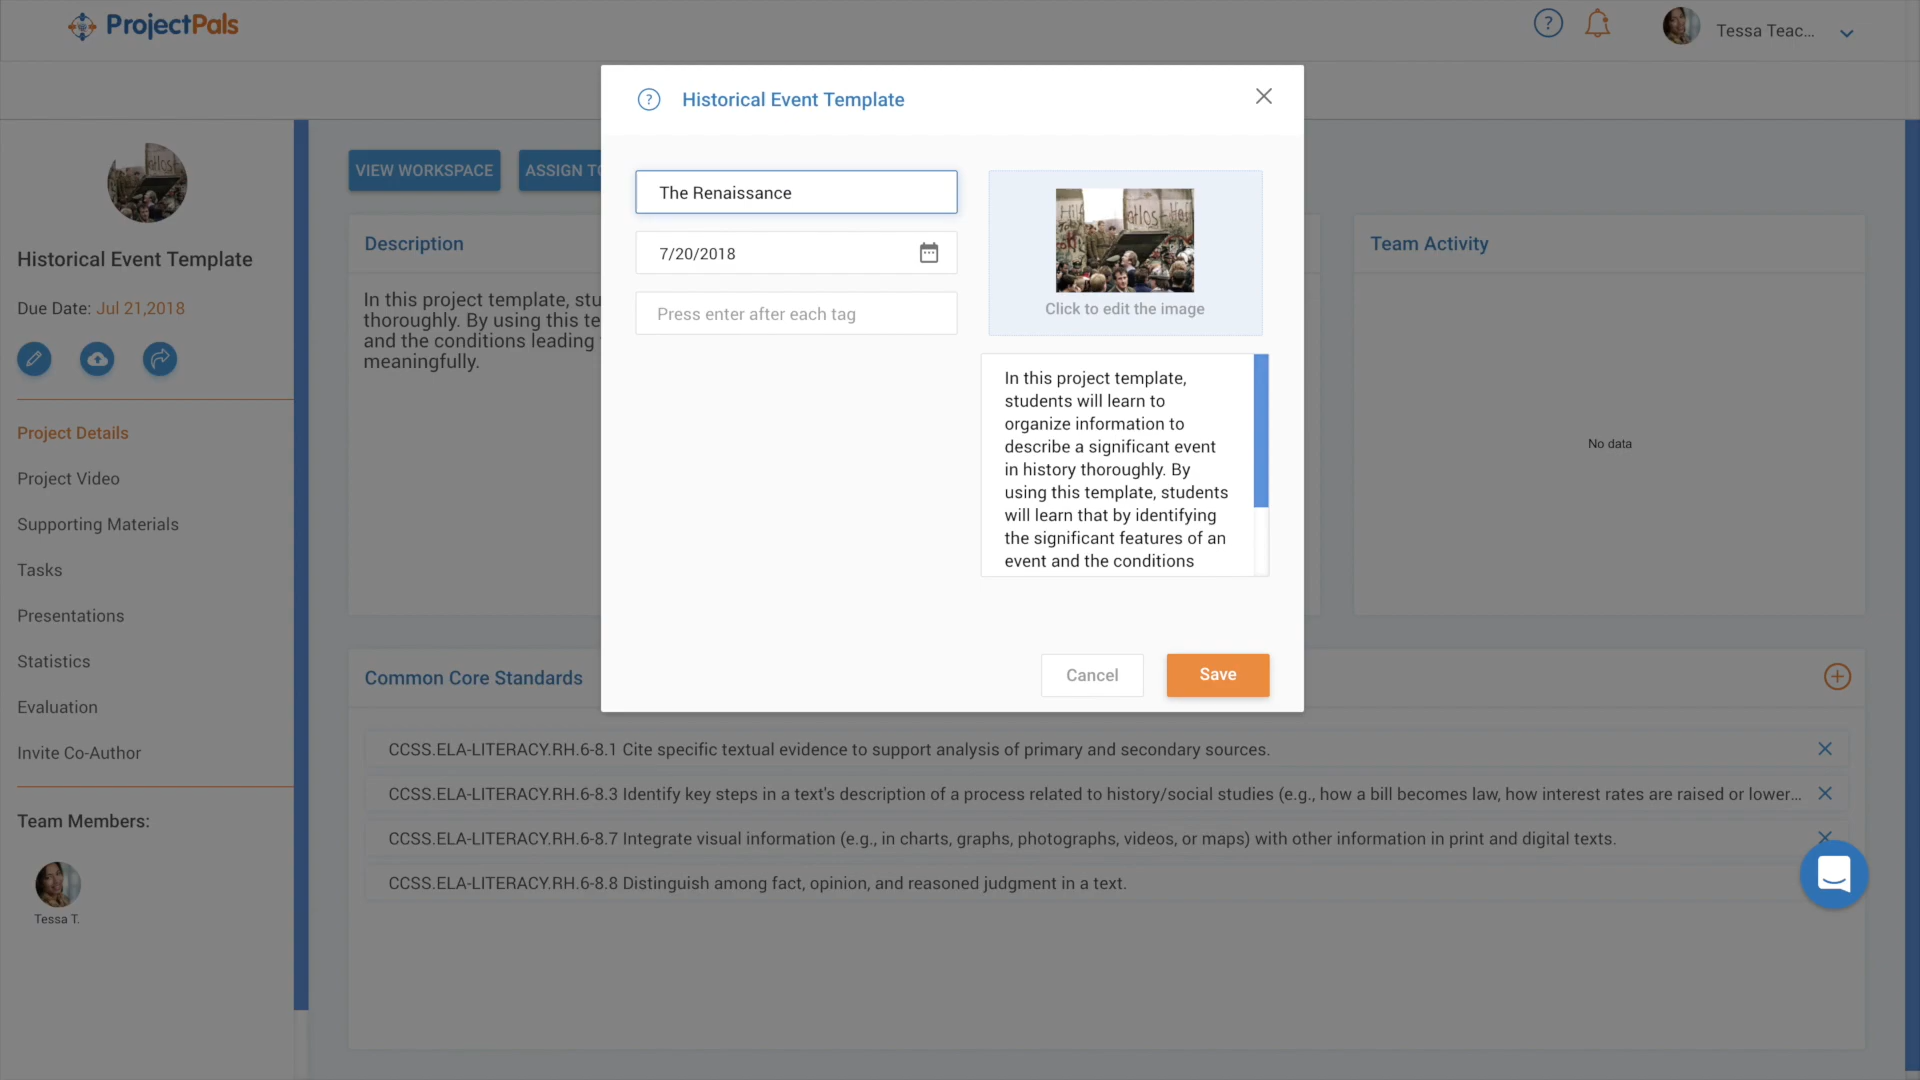 ProjectPals
Tessa Teac...
Historical Event Template
The Renaissance
7/20/2018
Press enter after each tag
Click to edit the image
In this project template,
students will learn to
organize information to
describe a significant event
in history thoroughly. By
using this template, students
will learn that by identifying
the significant features of an
event and the conditions
Cancel
Save
Historical Event Template
Due Date: Jul 21,2018
Project Details
Project Video
Supporting Materials
Tasks
Presentations
Statistics
Evaluation
Invite Co-Author
Team Members:
Tessa T.
VIEW WORKSPACE
ASSIGN TO
Description
In this project template, stu
thoroughly. By using this te
and the conditions leading
meaningfully.
Team Activity
No data
Common Core Standards
CCSS.ELA-LITERACY.RH.6-8.1 Cite specific textual evidence to support analysis of primary and secondary sources.
CCSS.ELA-LITERACY.RH.6-8.3 Identify key steps in a text's description of a process related to history/social studies (e.g., how a bill becomes law, how interest rates are raised or lower...
CCSS.ELA-LITERACY.RH.6-8.7 Integrate visual information (e.g., in charts, graphs, photographs, videos, or maps) with other information in print and digital texts.
CCSS.ELA-LITERACY.RH.6-8.8 Distinguish among fact, opinion, and reasoned judgment in a text.